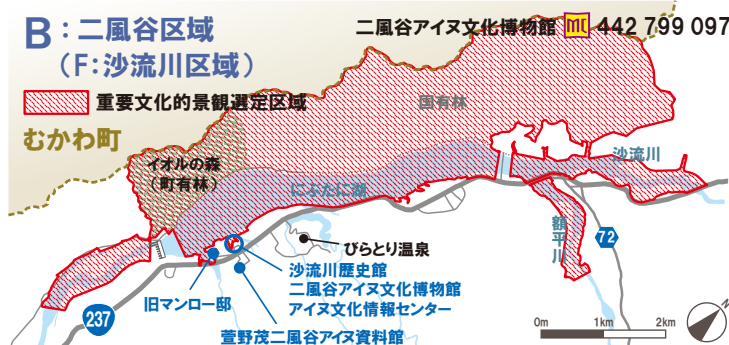 B：二風谷区域
（F：沙流川区域）
二風谷アイヌ文化博物館 MC 442 799 097
重要文化的景観選定区域
むかわ町
国有林
イオルの森
（町有林）
沙流川
にぶたに湖
額平川
72
びらとり温泉
沙流川歴史館
二風谷アイヌ文化博物館
アイヌ文化情報センター
旧マンロー邸
237
萱野茂二風谷アイヌ資料館
0m 1km 2km
N